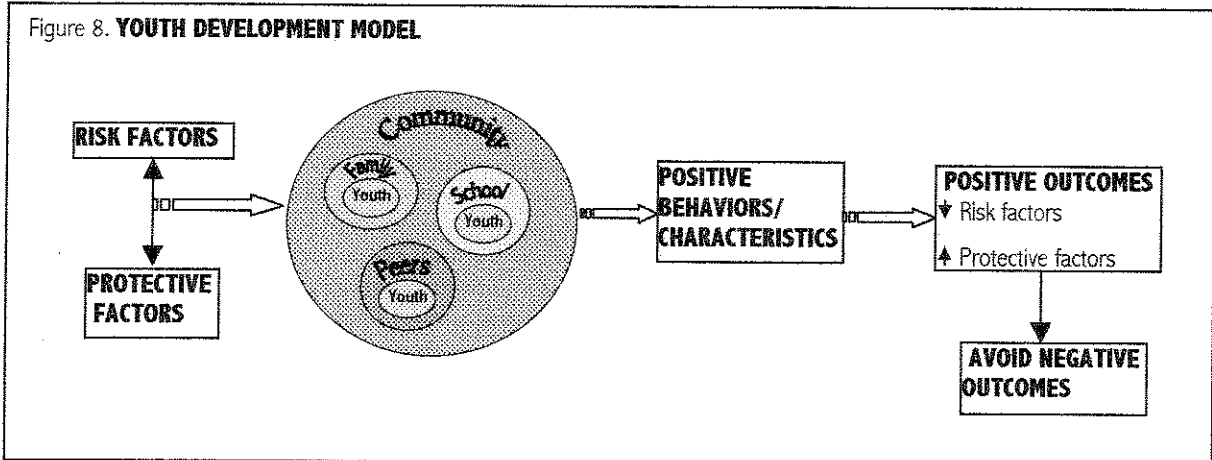 Figure 8. YOUTH DEVELOPMENT MODEL
RISK FACTORS
PROTECTIVE
FACTORS
Community
Family
Youth
School
Youth
Peers
Youth
POSITIVE
BEHAVIORS/
CHARACTERISTICS
POSITIVE OUTCOMES
Risk factors
Protective factors
AVOID NEGATIVE
OUTCOMES